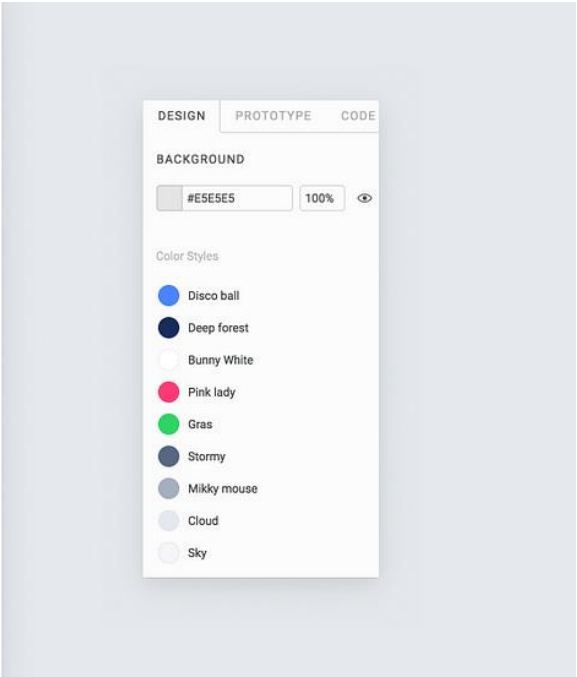 DESIGN PROTOTYPE CODE
BACKGROUND
#E5E5E5 100%
Color Styles
Disco ball
Deep forest
Bunny White
Pink lady
Gras
Stormy
Mikky mouse
Cloud
Sky